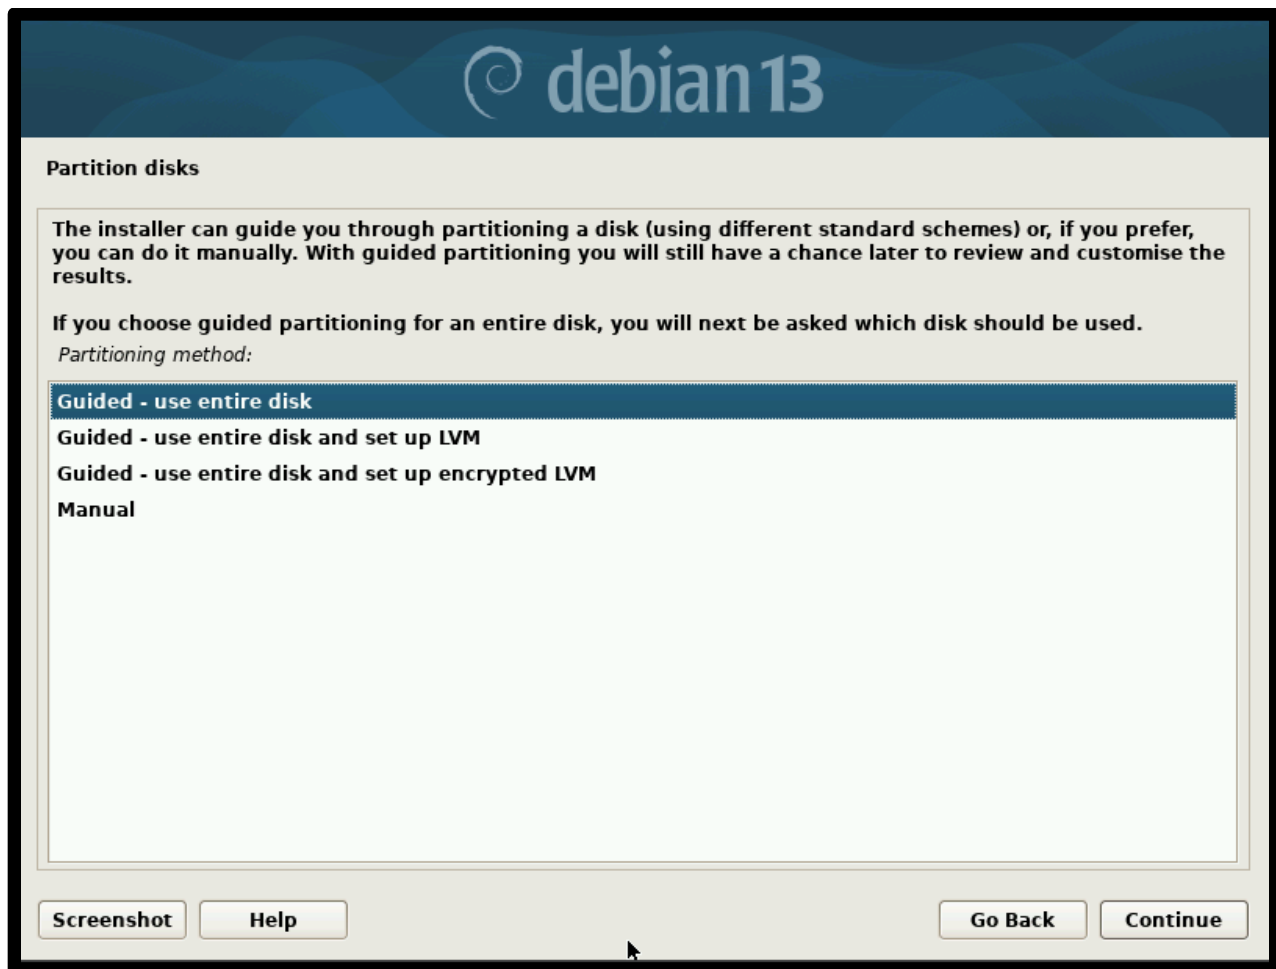 debian 13
Partition disks
The installer can guide you through partitioning a disk (using different standard schemes) or, if you prefer,
you can do it manually. With guided partitioning you will still have a chance later to review and customise the
results.
If you choose guided partitioning for an entire disk, you will next be asked which disk should be used.
Partitioning method:
Guided - use entire disk
Guided - use entire disk and set up LVM
Guided - use entire disk and set up encrypted LVM
Manual
Screenshot Help Go Back Continue